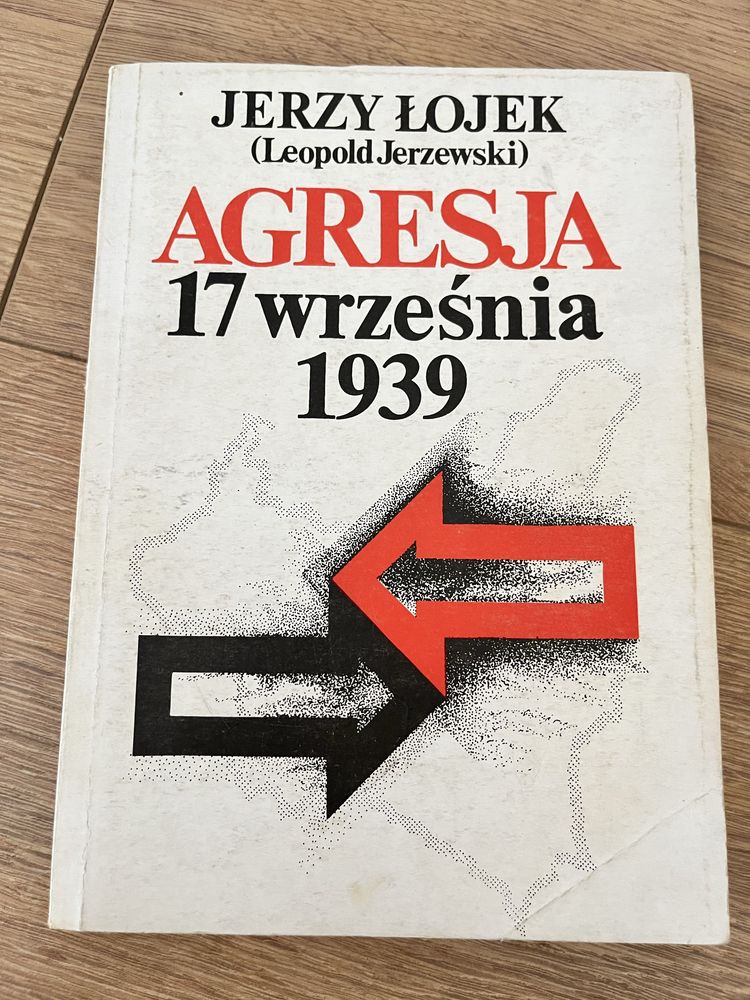 JERZY ŁOJEK
(Leopold Jerzewski)
AGRESJA
17 września
1939